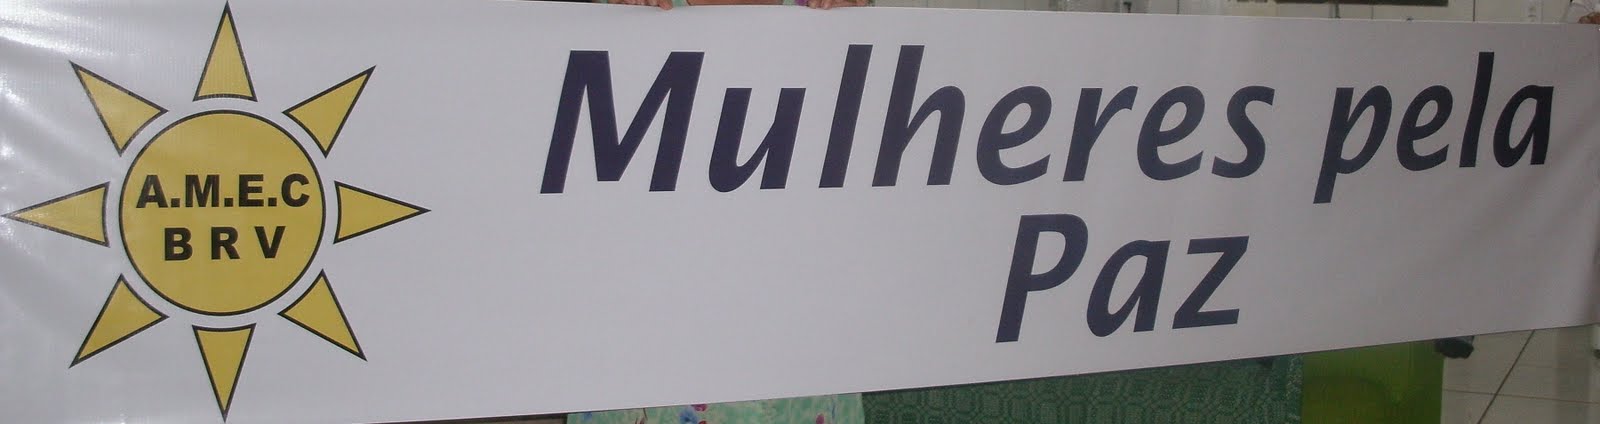 A.M.E.C
B R V
Mulheres pela
Paz